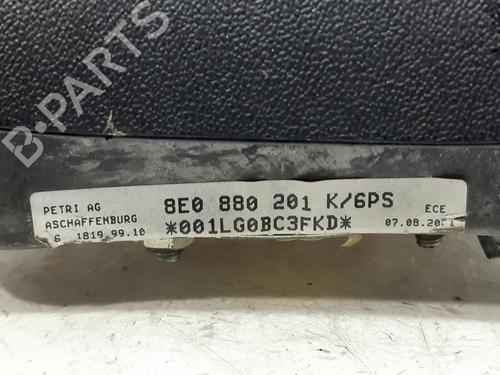 B-PARTS
PETRI AG
ASCHAFFENBURG
6 1819.99.10
8E0 880 201 K/6PS
*001LG0BC3FKD*
ECE